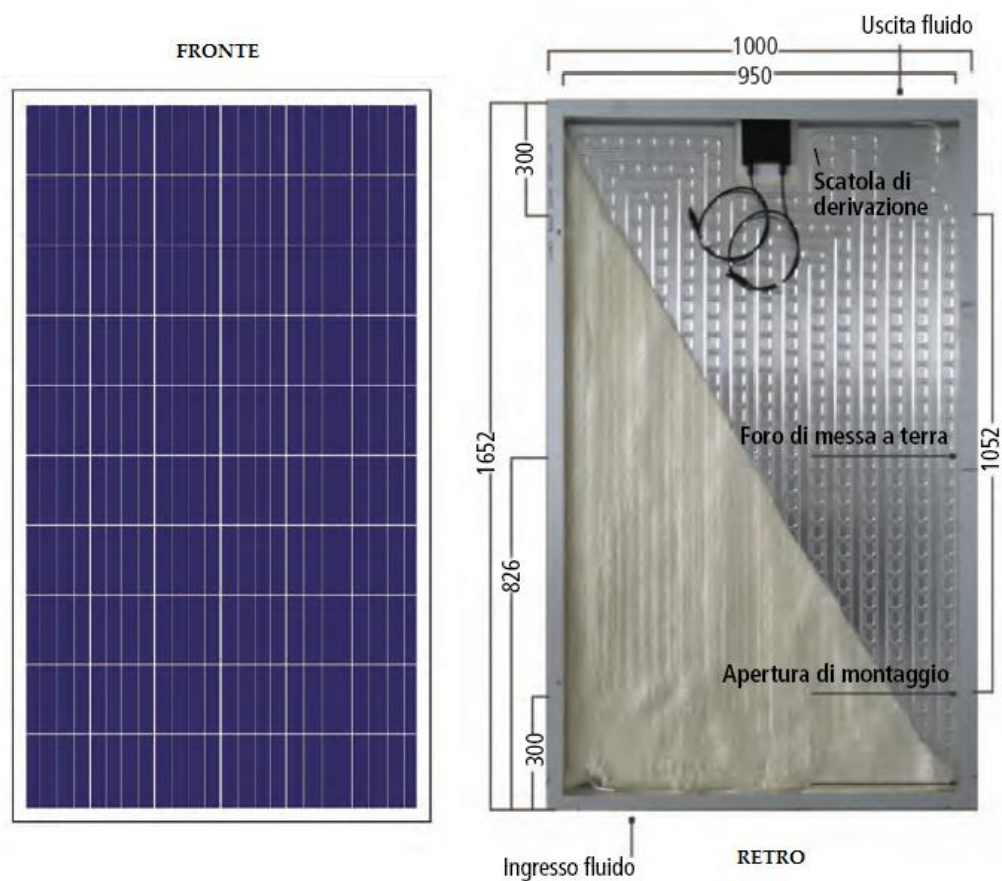 FRONTE
Uscita fluido
1000
950
300
\
Scatola di
derivazione
1652
Foro di messa a terra
1052
826
Apertura di montaggio
300
Ingresso fluido
RETRO